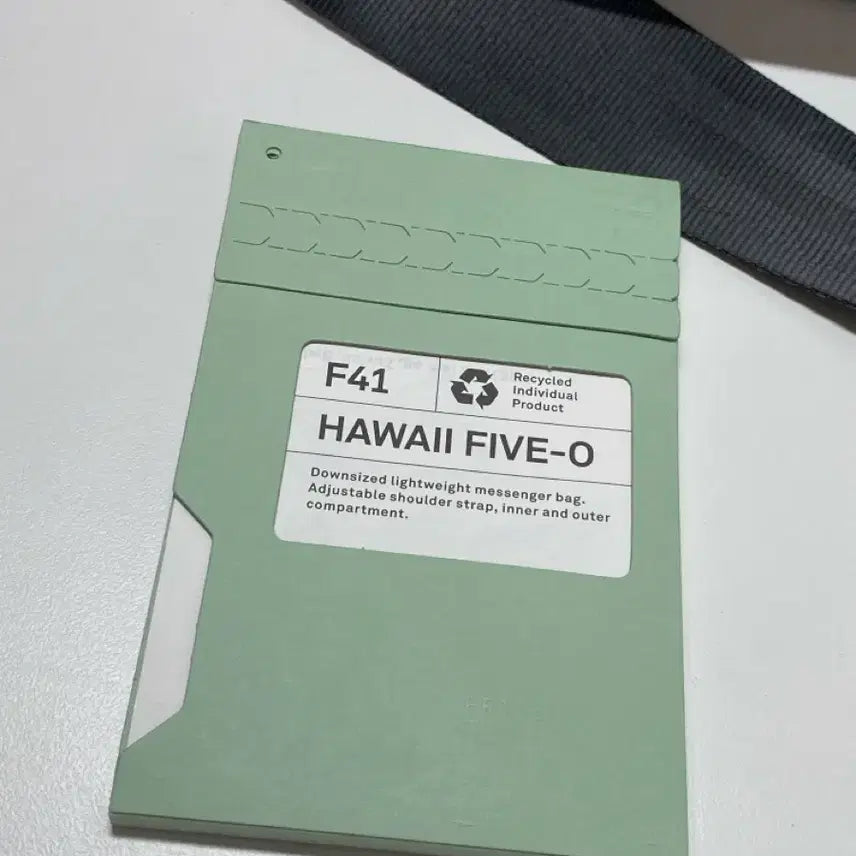 F41
Recycled
Individual
Product
HAWAII FIVE-O
Downsized lightweight messenger bag.
Adjustable shoulder strap, inner and outer
compartment.